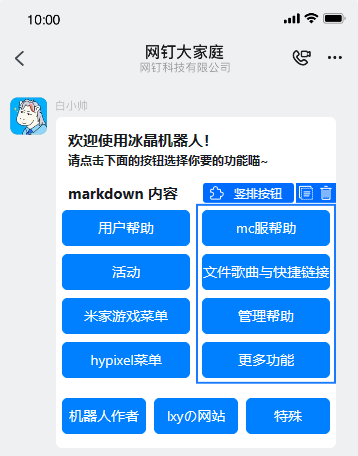 10:00
网钉大家庭
网钉科技有限公司
白小帅
欢迎使用冰晶机器人！
请点击下面的按钮选择你要的功能喵~
markdown 内容
竖排按钮
用户帮助
mc服帮助
活动
文件歌曲与快捷链接
米家游戏菜单
管理帮助
hypixel菜单
更多功能
机器人作者
lxyの网站
特殊